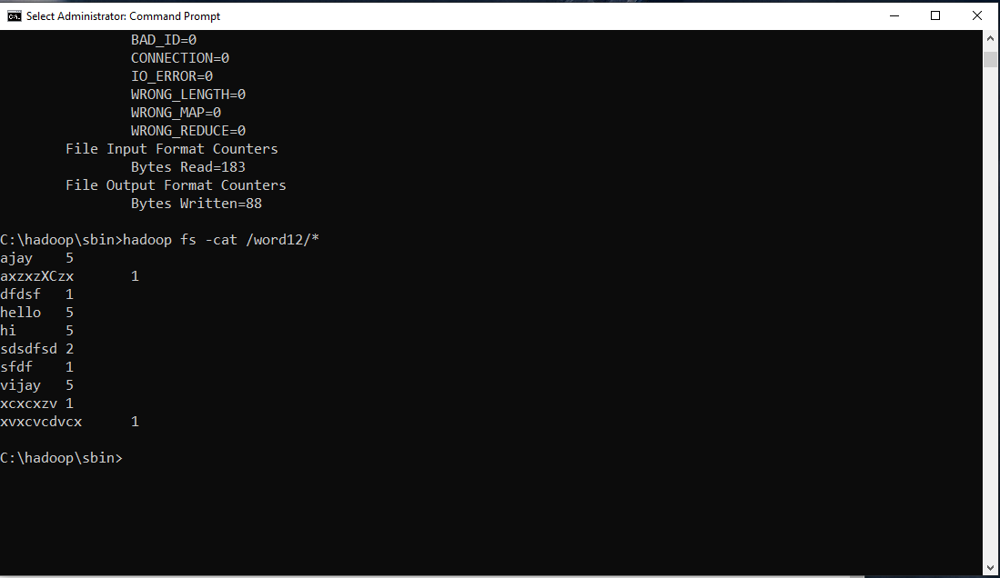 Select Administrator: Command Prompt
BAD_ID=0
CONNECTION=0
IO_ERROR=0
WRONG_LENGTH=0
WRONG_MAP=0
WRONG_REDUCE=0
File Input Format Counters
Bytes Read=183
File Output Format Counters
Bytes Written=88
C:\hadoop\sbin>hadoop fs -cat /word12/*
ajay 5
axzxzXCzx 1
dfdsf 1
hello 5
hi 5
sdsdfsd 2
sfdf 1
vijay 5
xcxcxzv 1
xvxcvcdvcx 1
C:\hadoop\sbin>